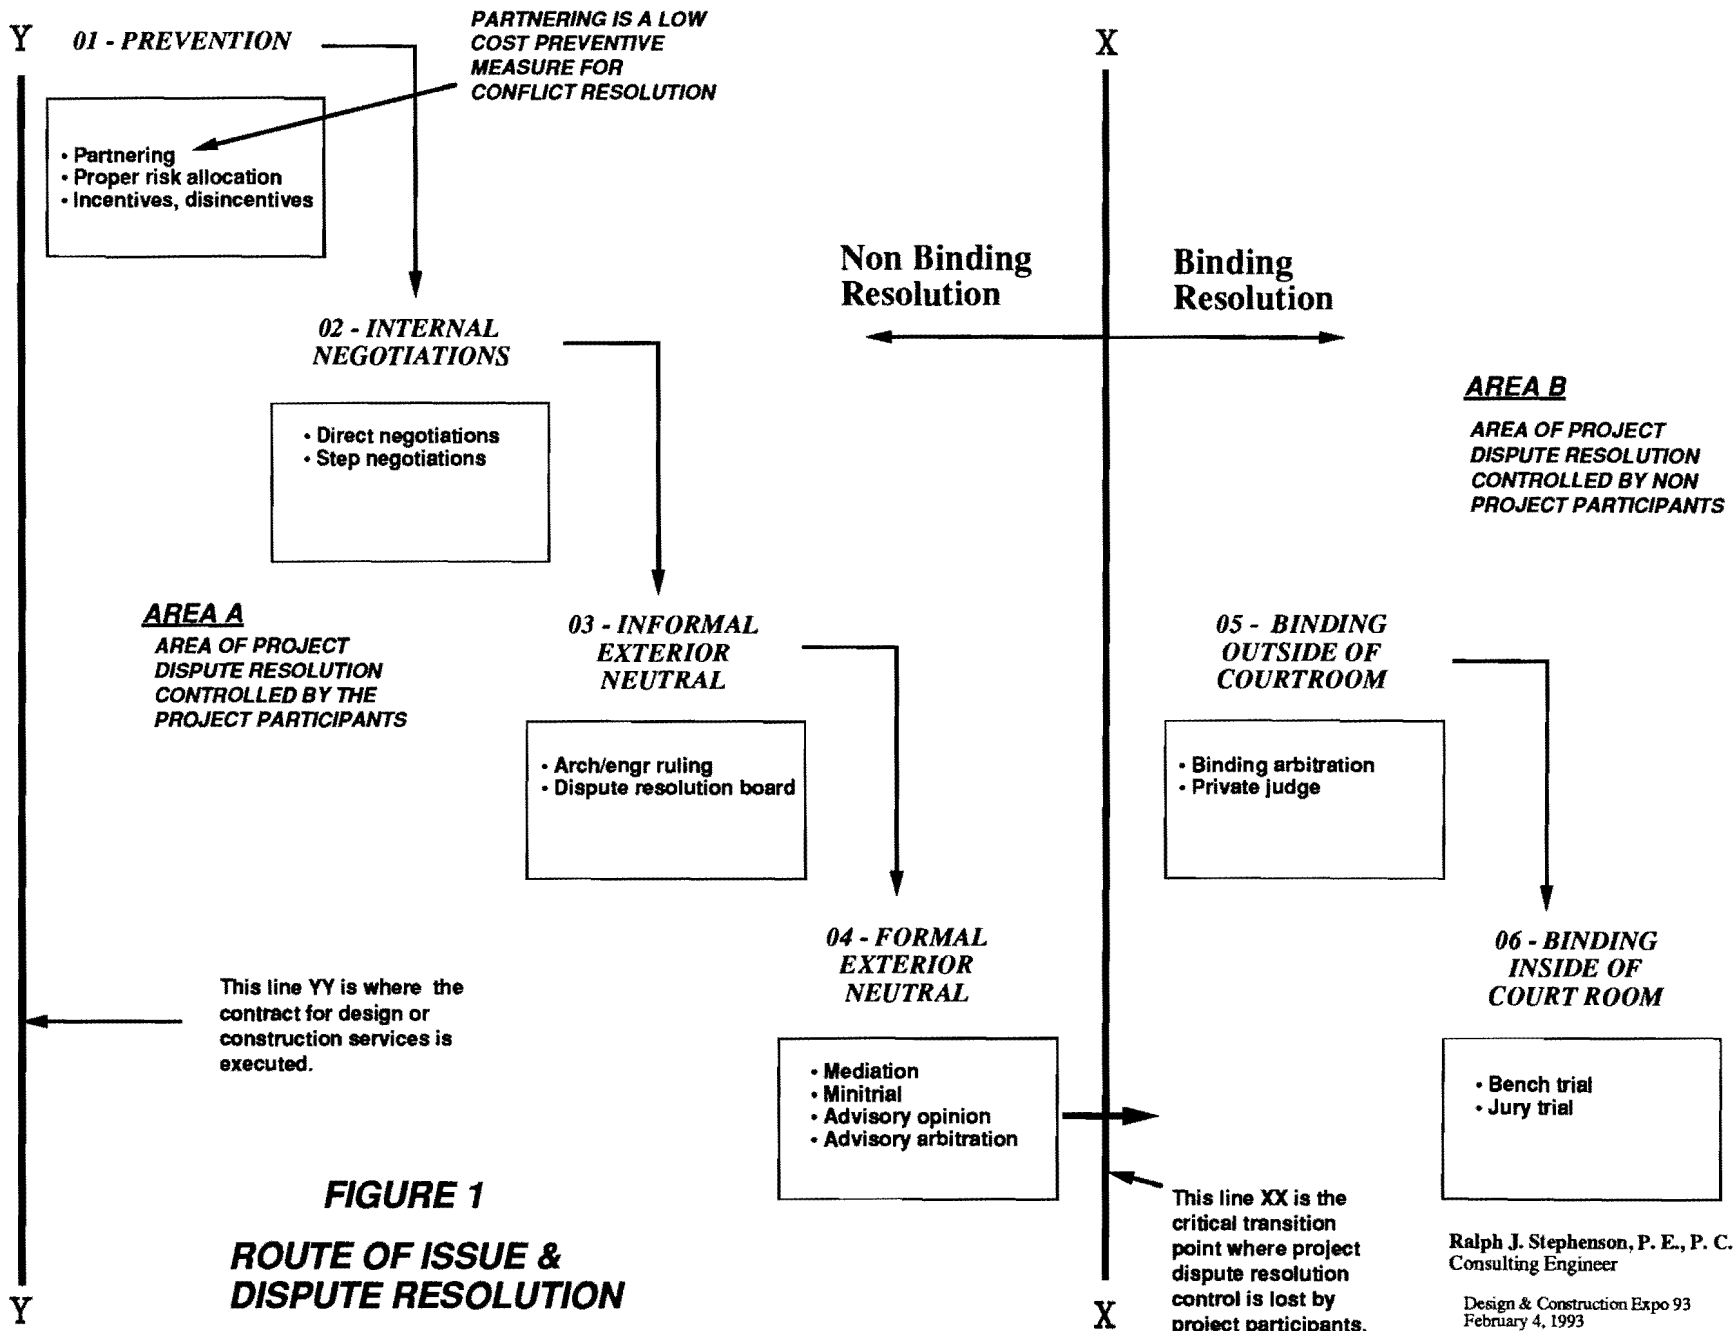 Y
01 - PREVENTION
PARTNERING IS A LOW
COST PREVENTIVE
MEASURE FOR
CONFLICT RESOLUTION
X
• Partnering
• Proper risk allocation
• Incentives, disincentives
Non Binding
Resolution
Binding
Resolution
02 - INTERNAL
NEGOTIATIONS
• Direct negotiations
• Step negotiations
AREA B
AREA OF PROJECT
DISPUTE RESOLUTION
CONTROLLED BY NON
PROJECT PARTICIPANTS
AREA A
AREA OF PROJECT
DISPUTE RESOLUTION
CONTROLLED BY THE
PROJECT PARTICIPANTS
03 - INFORMAL
EXTERIOR
NEUTRAL
• Arch/engr ruling
• Dispute resolution board
05 - BINDING
OUTSIDE OF
COURTROOM
• Binding arbitration
• Private judge
04 - FORMAL
EXTERIOR
NEUTRAL
• Mediation
• Minitrial
• Advisory opinion
• Advisory arbitration
06 - BINDING
INSIDE OF
COURT ROOM
• Bench trial
• Jury trial
This line YY is where the
contract for design or
construction services is
executed.
This line XX is the
critical transition
point where project
dispute resolution
control is lost by
project participants.
FIGURE 1
ROUTE OF ISSUE &
DISPUTE RESOLUTION
Y
X
Ralph J. Stephenson, P. E., P. C.
Consulting Engineer
Design & Construction Expo 93
February 4, 1993